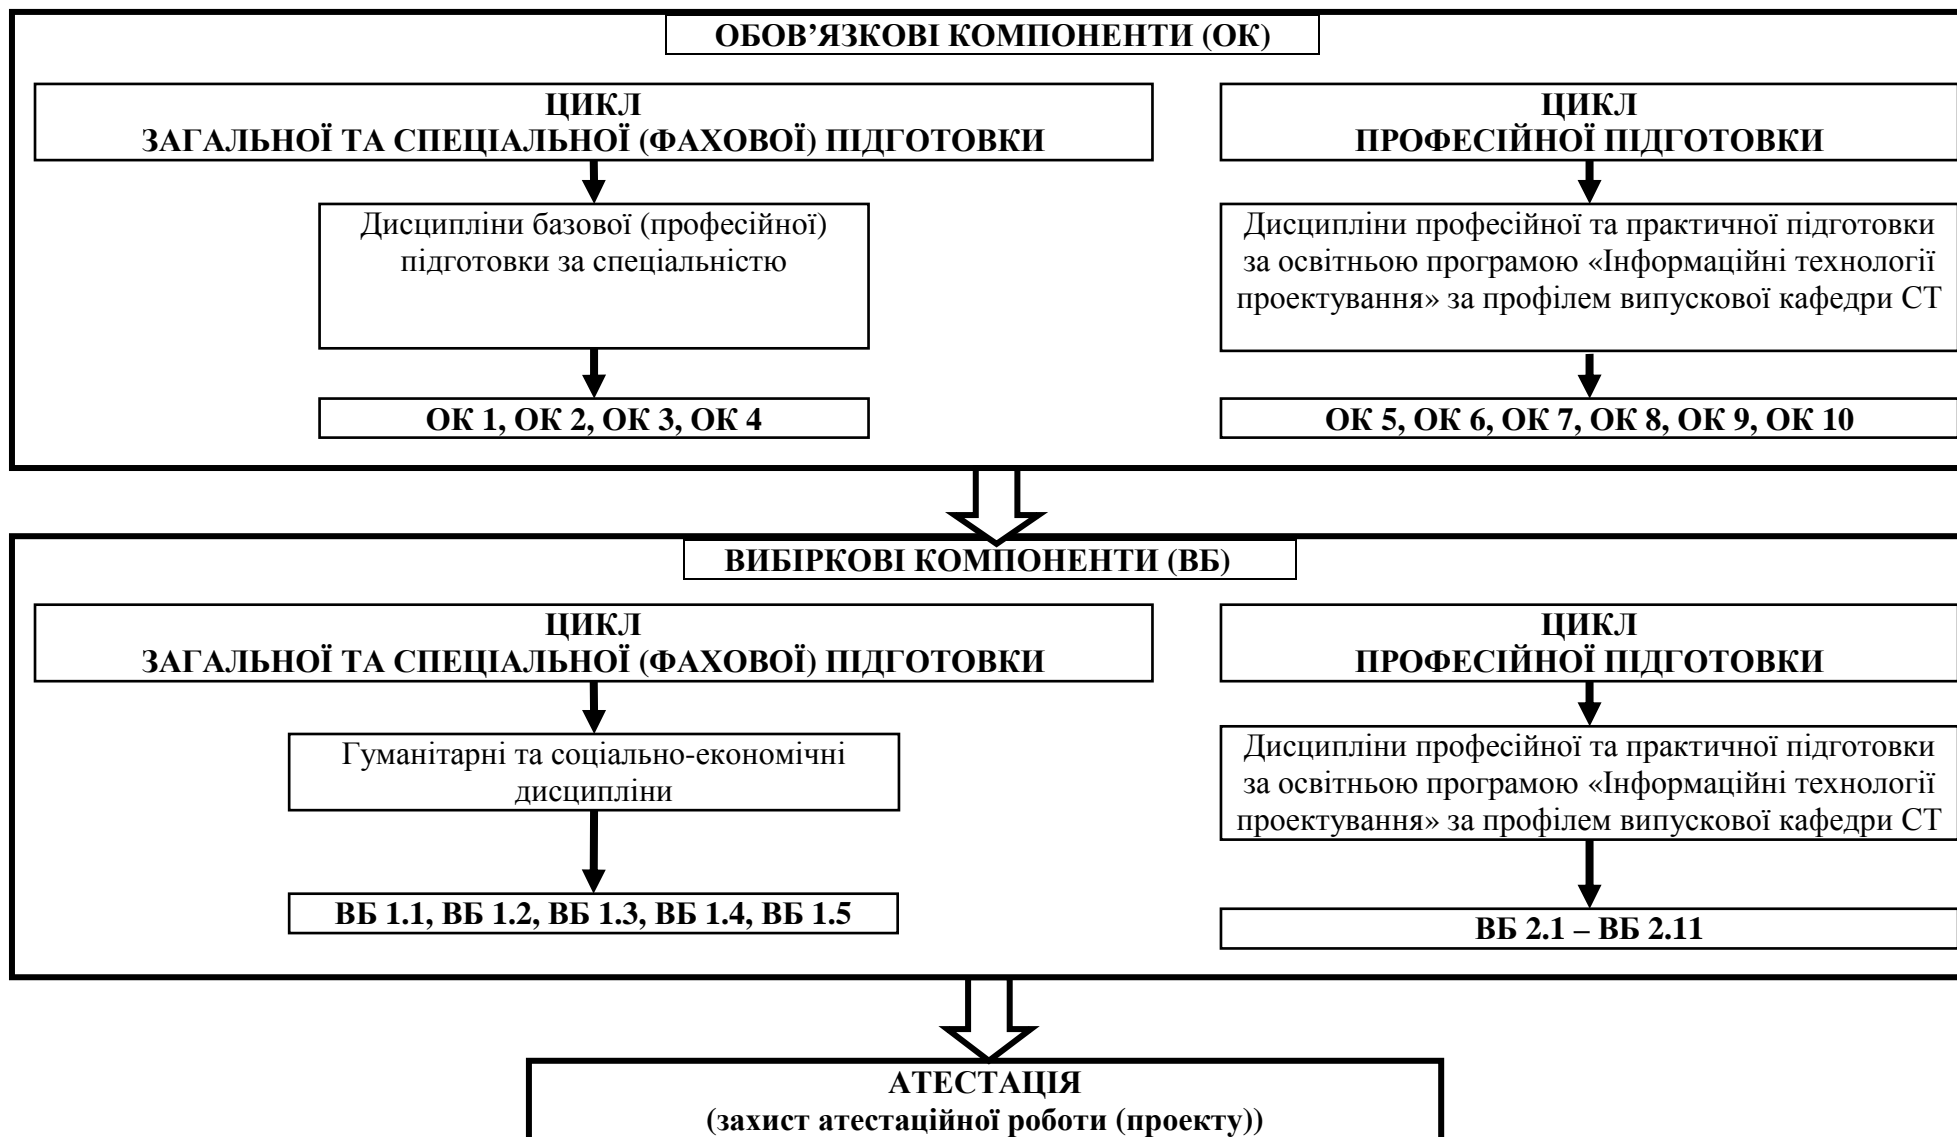 ОБОВ’ЯЗКОВІ КОМПОНЕНТИ (ОК)
ЦИКЛ
ЗАГАЛЬНОЇ ТА СПЕЦІАЛЬНОЇ (ФАХОВОЇ) ПІДГОТОВКИ
Дисципліни базової (професійної)
підготовки за спеціальністю
ОК 1, ОК 2, ОК 3, ОК 4
ЦИКЛ
ПРОФЕСІЙНОЇ ПІДГОТОВКИ
Дисципліни професійної та практичної підготовки
за освітньою програмою «Інформаційні технології
проектування» за профілем випускової кафедри СТ
ОК 5, ОК 6, ОК 7, ОК 8, ОК 9, ОК 10
ВИБІРКОВІ КОМПОНЕНТИ (ВБ)
ЦИКЛ
ЗАГАЛЬНОЇ ТА СПЕЦІАЛЬНОЇ (ФАХОВОЇ) ПІДГОТОВКИ
Гуманітарні та соціально-економічні
дисципліни
ВБ 1.1, ВБ 1.2, ВБ 1.3, ВБ 1.4, ВБ 1.5
ЦИКЛ
ПРОФЕСІЙНОЇ ПІДГОТОВКИ
Дисципліни професійної та практичної підготовки
за освітньою програмою «Інформаційні технології
проектування» за профілем випускової кафедри СТ
ВБ 2.1 – ВБ 2.11
АТЕСТАЦІЯ
(захист атестаційної роботи (проекту))